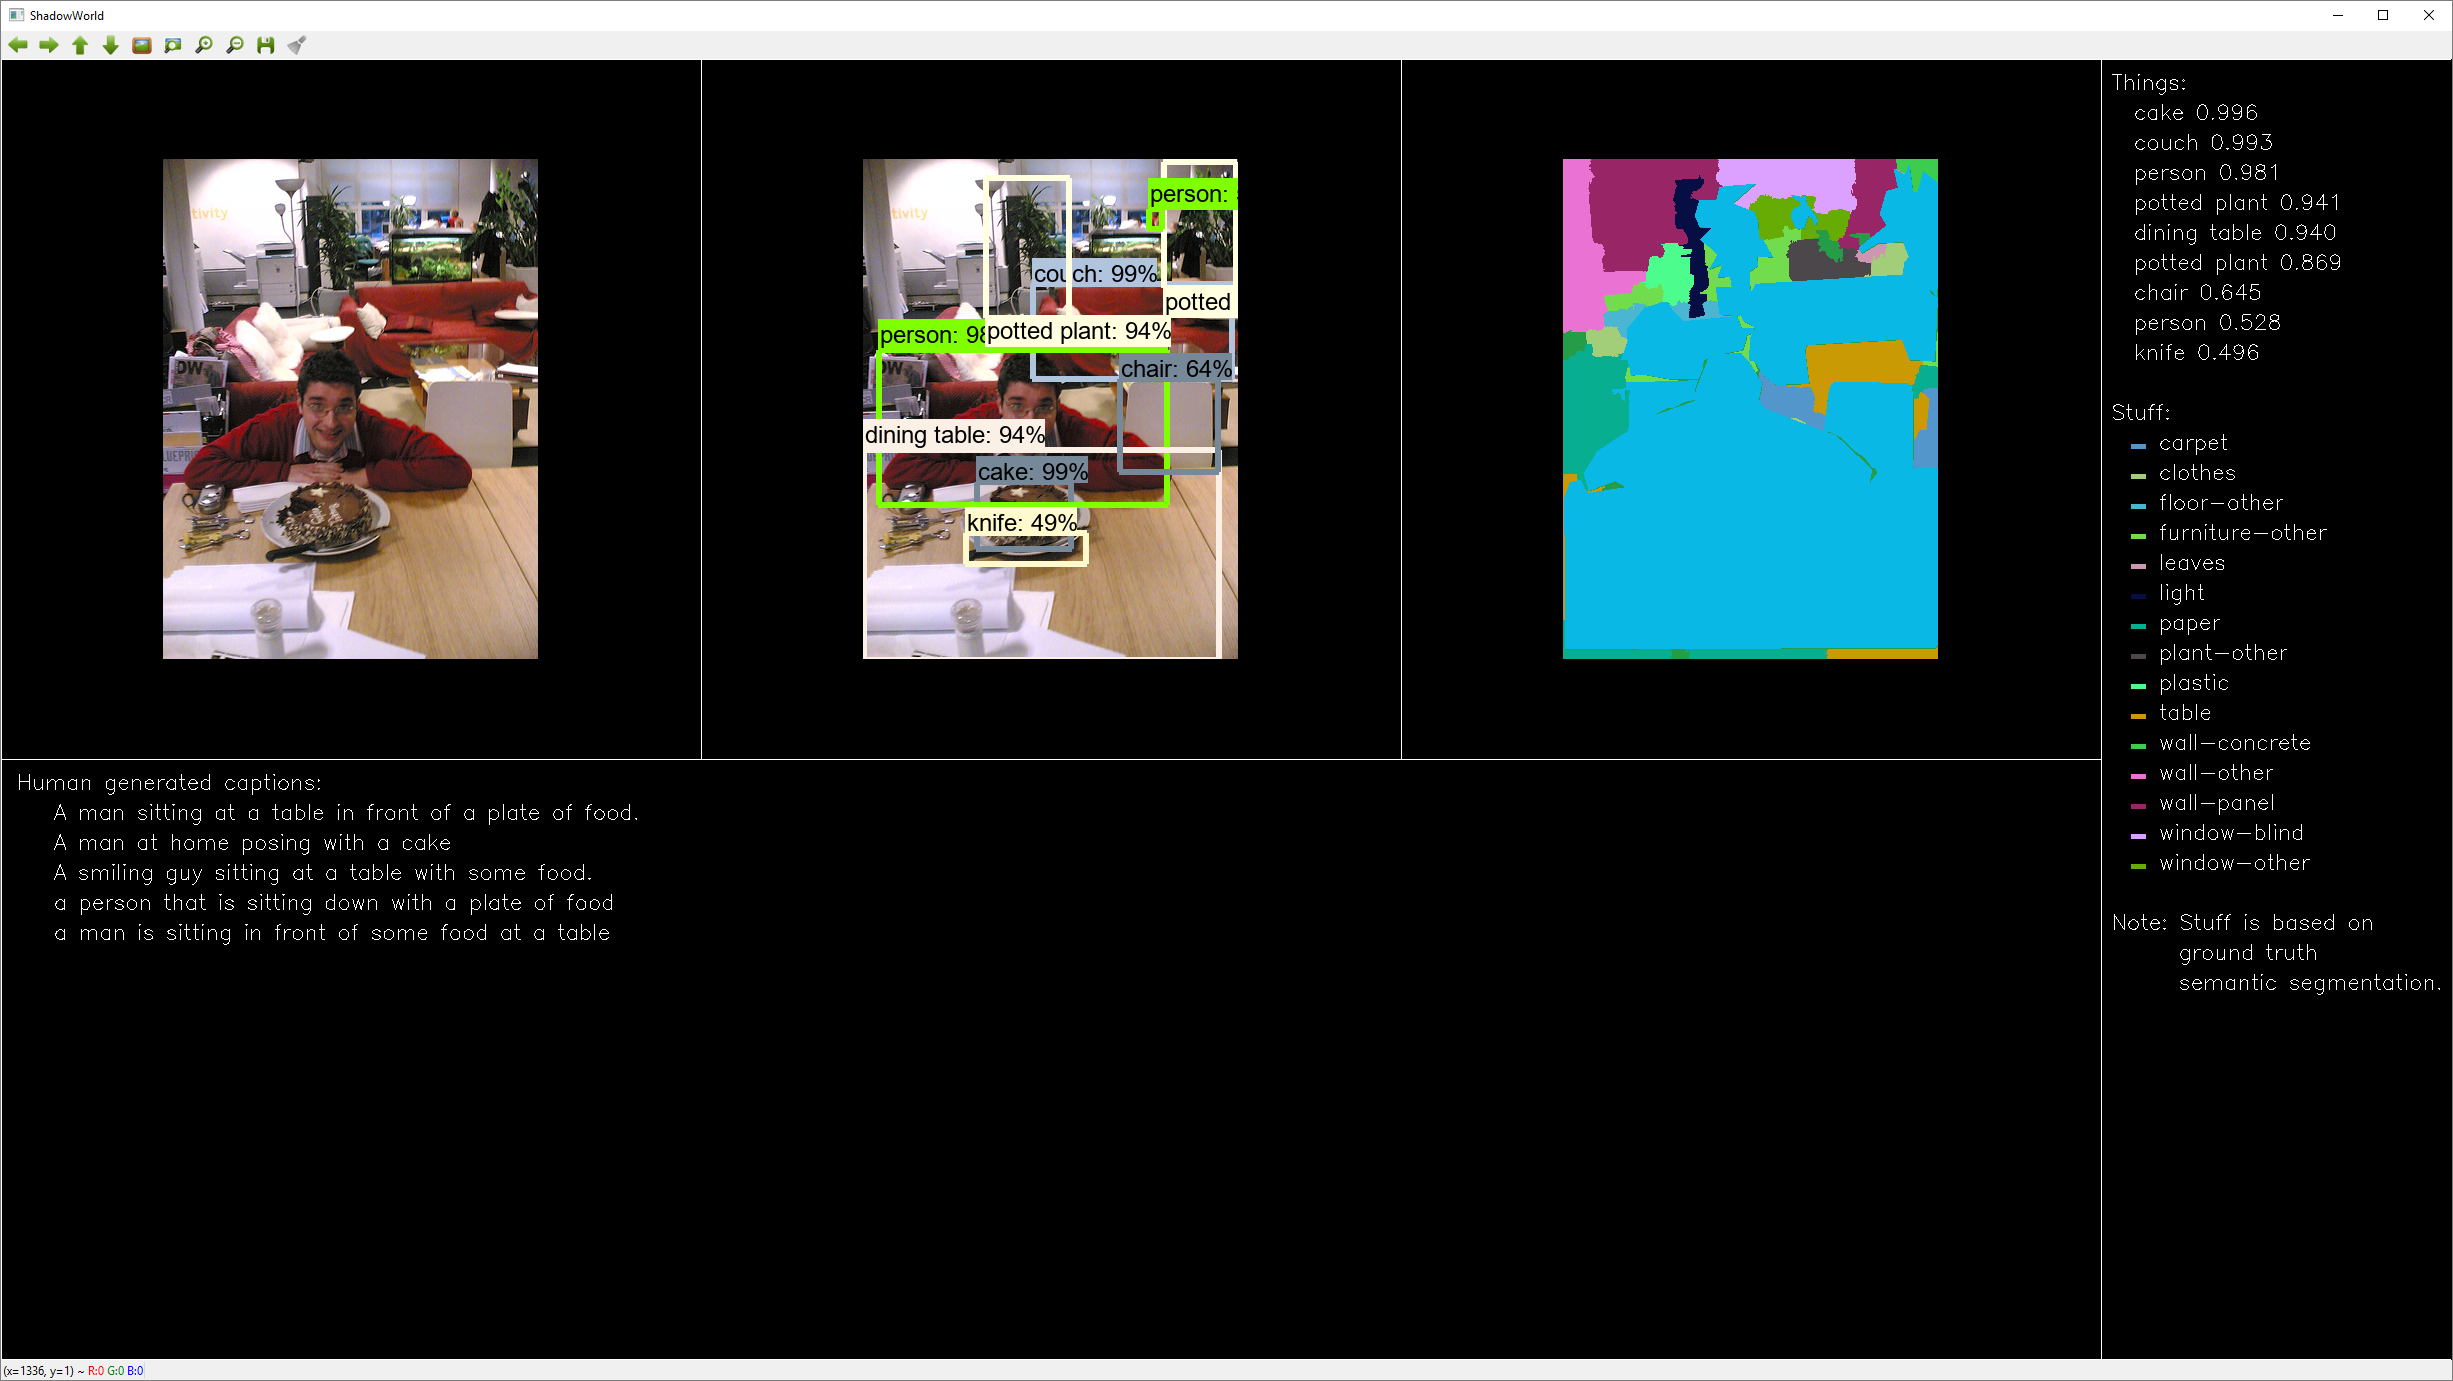 ShadowWorld
tivity
DW
tivity
person:
couch: 99%
potted
person: 98
potted plant: 94%
chair: 64%
DW
dining table: 94%
cake: 99%
knife: 49%
Things:
cake 0.996
couch 0.993
person 0.981
potted plant 0.941
dining table 0.940
potted plant 0.869
chair 0.645
person 0.528
knife 0.496
Stuff:
carpet
clothes
floor-other
furniture-other
leaves
light
paper
plant-other
plastic
table
wall-concrete
wall-other
wall-panel
window-blind
window-other
Note: Stuff is based on
ground truth
semantic segmentation.
Human generated captions:
A man sitting at a table in front of a plate of food.
A man at home posing with a cake
A smiling guy sitting at a table with some food.
a person that is sitting down with a plate of food
a man is sitting in front of some food at a table
(x=1336, y=1) ~ R:0 G:0 B:0